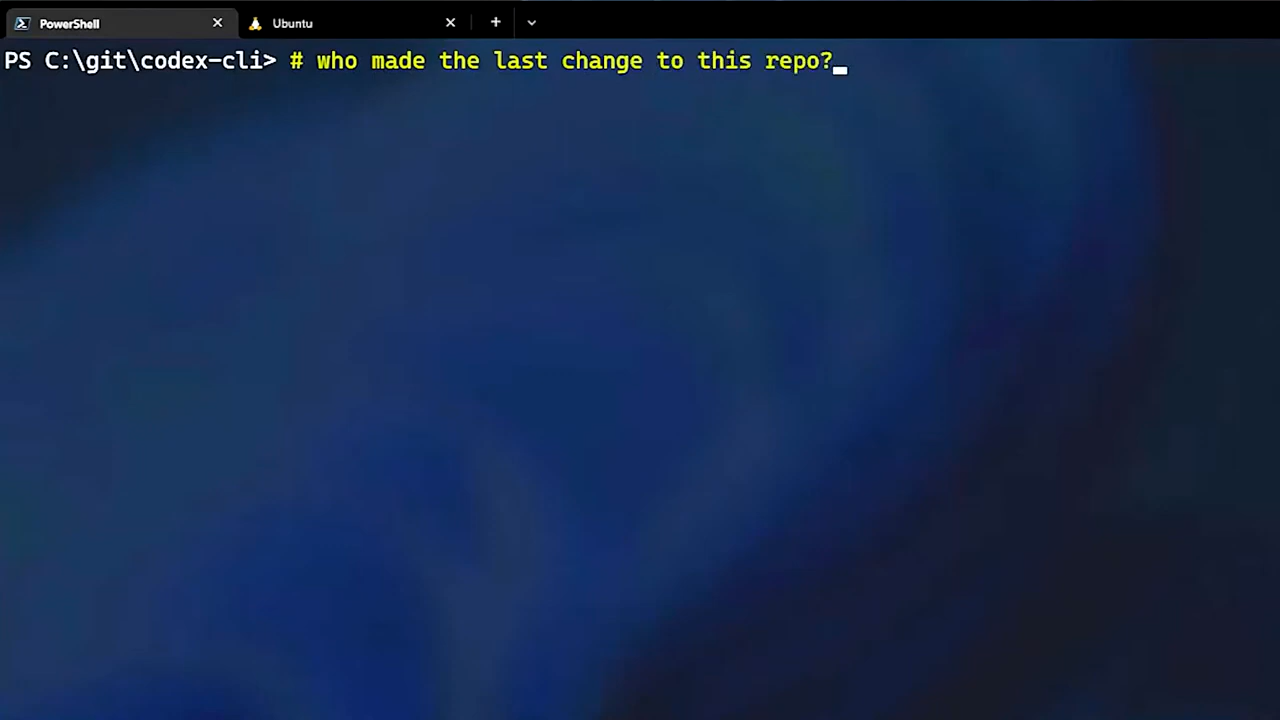 PowerShell
Ubuntu
PS C:\git\codex-cli> # who made the last change to this repo?